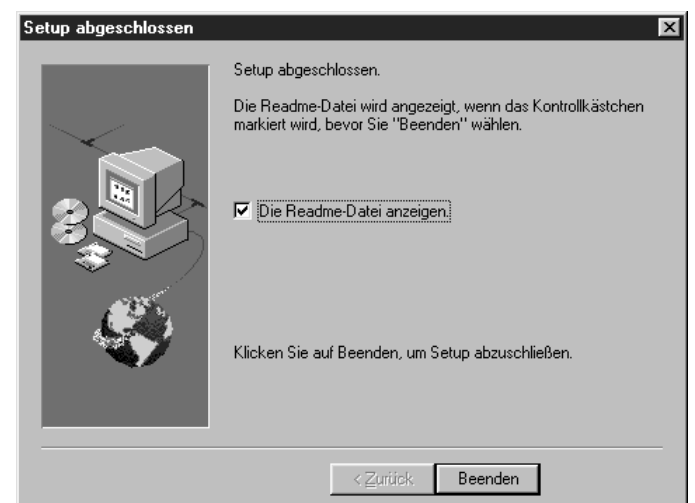 Setup abgeschlossen
Setup abgeschlossen.
Die Readme-Datei wird angezeigt, wenn das Kontrollkästchen
markiert wird, bevor Sie "Beenden" wählen.
Die Readme-Datei anzeigen.
Klicken Sie auf Beenden, um Setup abzuschließen.
< Zurück
Beenden